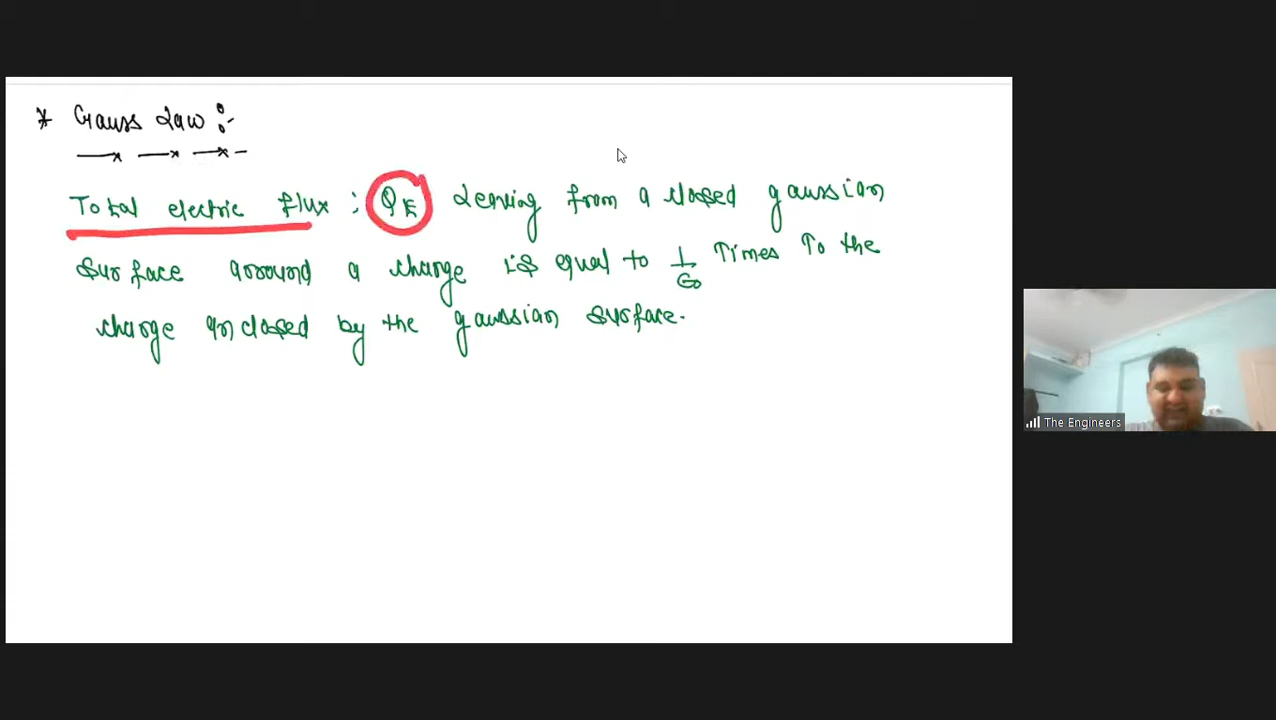 * Gauss Law :-
Total electric flux : φE Leaving from a closed gaussian
surface around a charge is equal to 1/ε0 Times To the
charge inclosed by the gaussian surface.
The Engineers